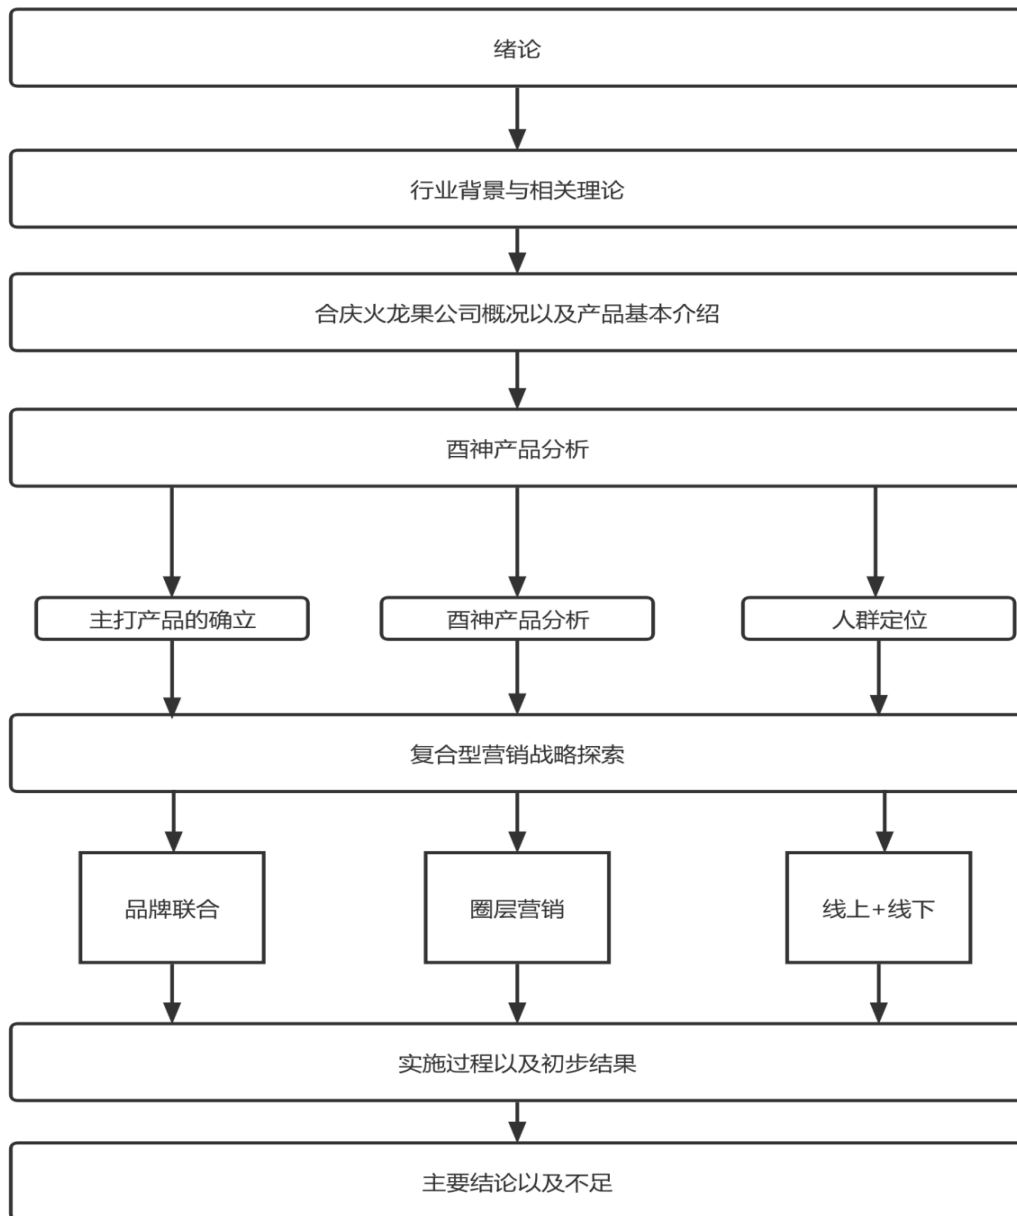 绪论
行业背景与相关理论
合庆火龙果公司概况以及产品基本介绍
酉神产品分析
主打产品的确立
酉神产品分析
人群定位
复合型营销战略探索
品牌联合
圈层营销
线上+线下
实施过程以及初步结果
主要结论以及不足